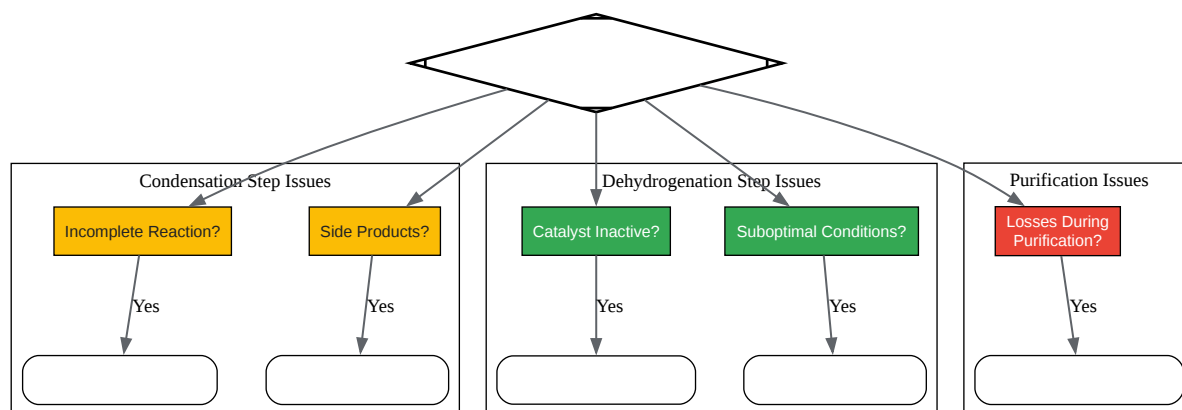 Condensation Step Issues
Dehydrogenation Step Issues
Purification Issues
Incomplete Reaction?
Side Products?
Catalyst Inactive?
Suboptimal Conditions?
Losses During
Purification?
Yes
Yes
Yes
Yes
Yes